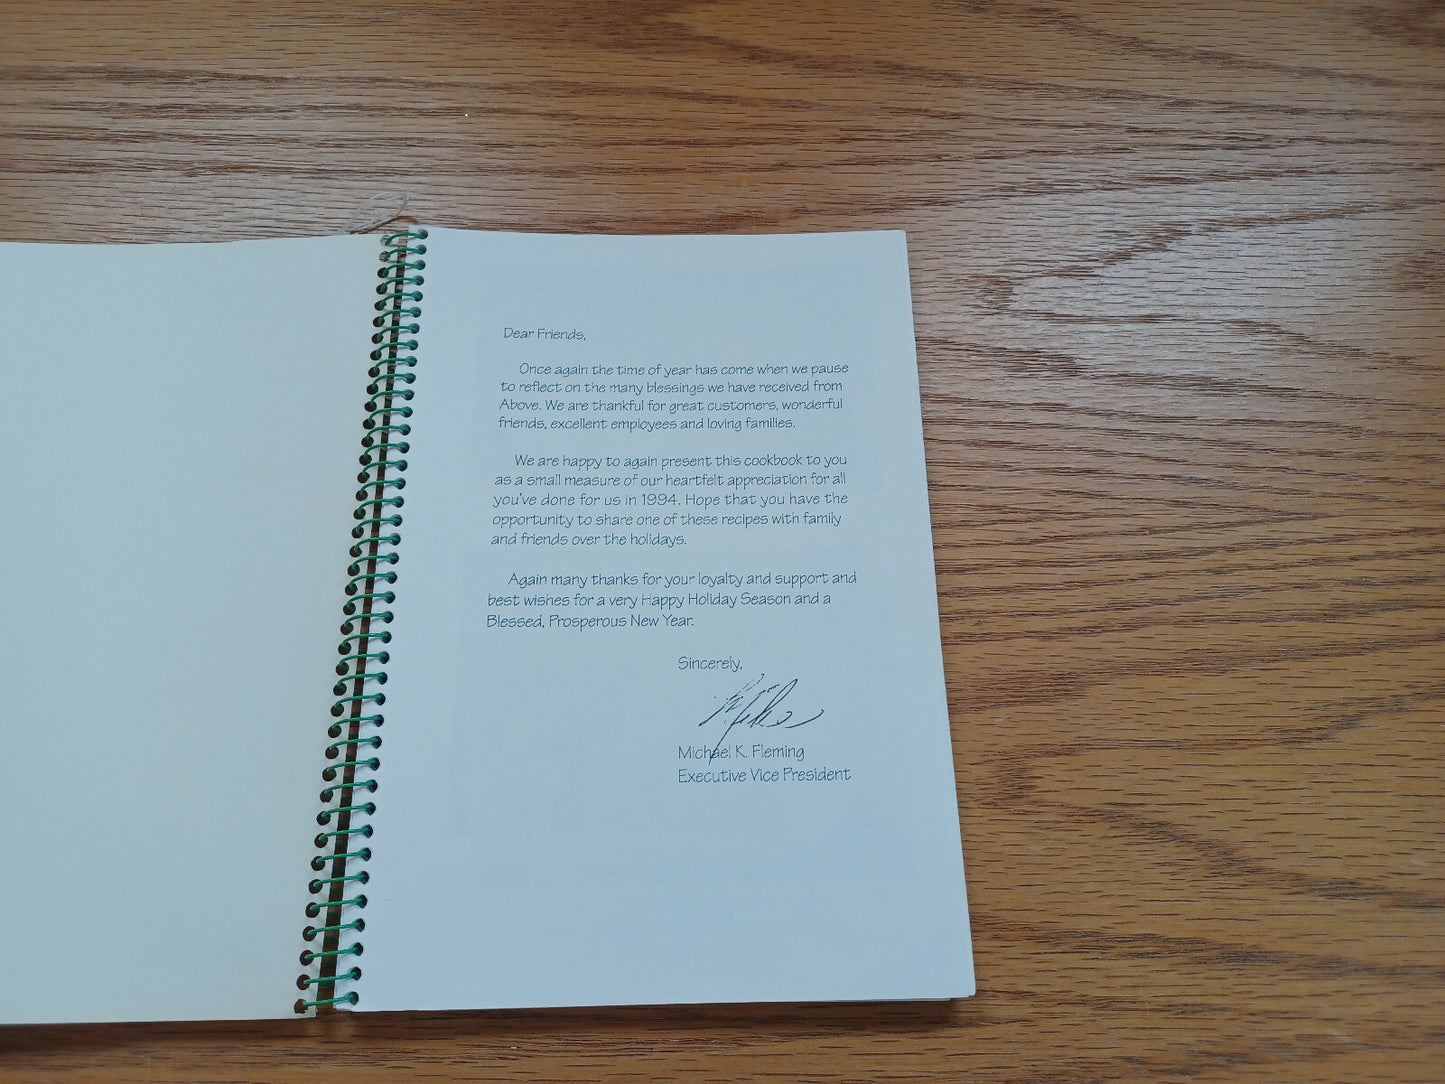 Dear Friends,
Once again the time of year has come when we pause
to reflect on the many blessings we have received from
Above. We are thankful for great customers, wonderful
friends, excellent employees and loving families.
We are happy to again present this cookbook to you
as a small measure of our heartfelt appreciation for all
you've done for us in 1994. Hope that you have the
opportunity to share one of these recipes with family
and friends over the holidays.
Again many thanks for your loyalty and support and
best wishes for a very Happy Holiday Season and a
Blessed, Prosperous New Year.
Sincerely,
Mike
Michael K. Fleming
Executive Vice President